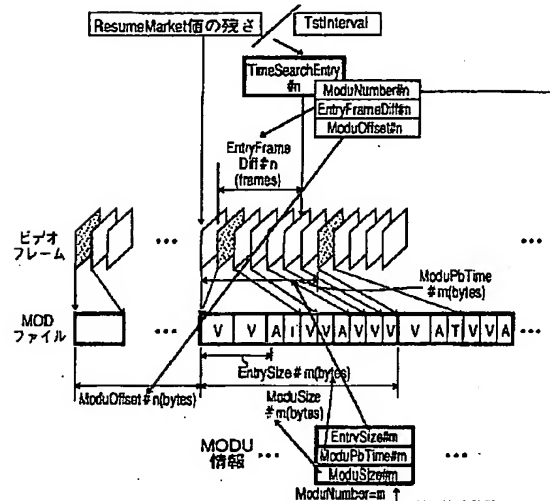 ResumeMarket値の残さ
TstInterval
TimeSearchEntry
#n
ModuNumber#n
EntryFrameDiff#n
ModuOffset#n
EntryFrame
Diff#n
(frames)
ビデオ
フレーム
...
...
ModuPbTime
#m(bytes)
MOD
ファイル
...
V V A I V V A V V V V A T V V A
...
EntrySize#m(bytes)
ModuOffset#n(bytes)
ModuSize
#m(bytes)
MODU
情報
...
EntrySize#m
ModuPbTime#m
ModuSize#m
...
ModuNumber=m